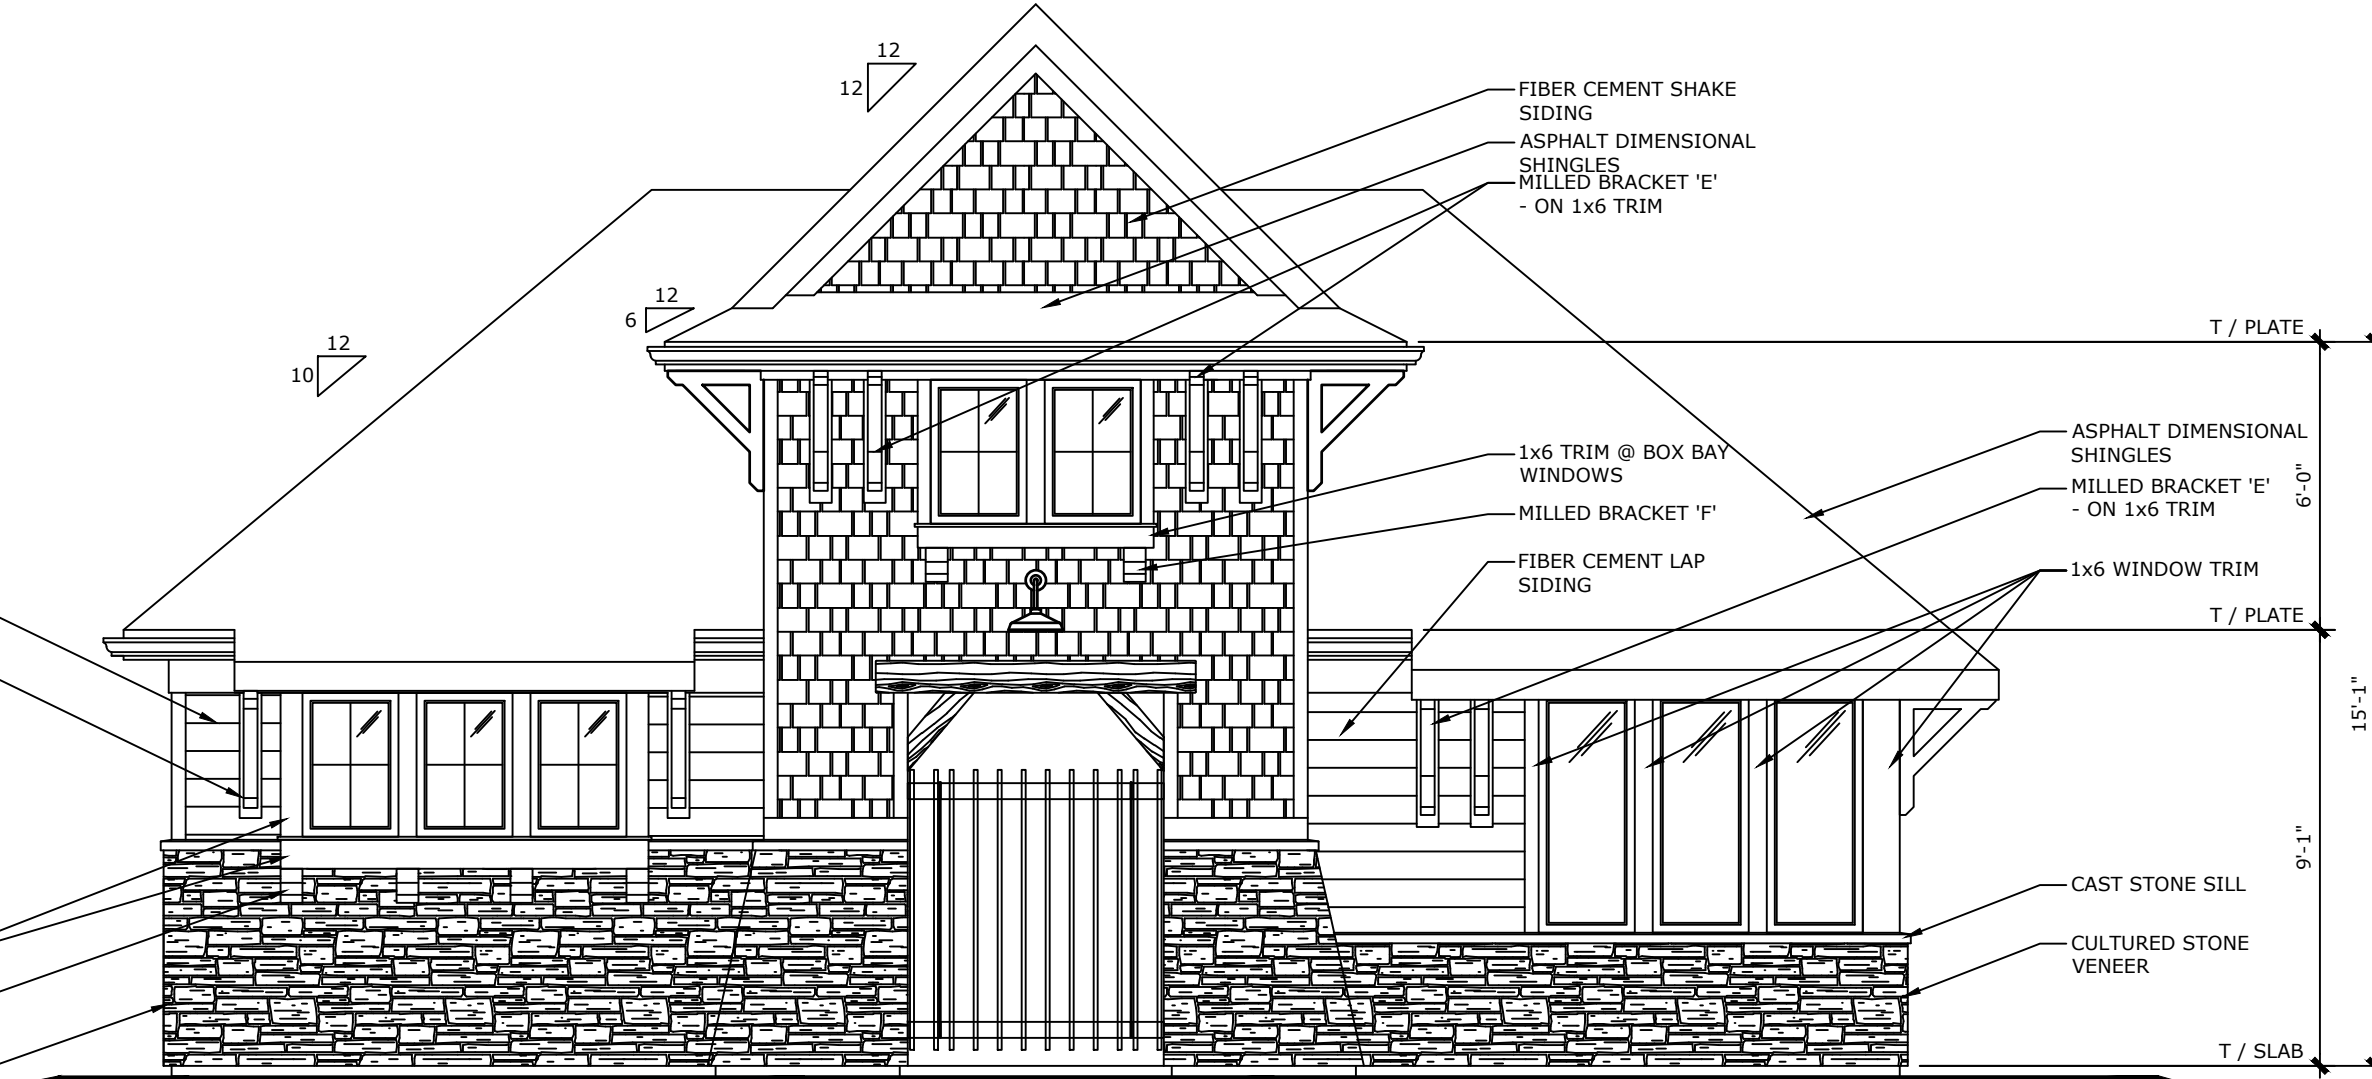 12
12
FIBER CEMENT SHAKE
SIDING
ASPHALT DIMENSIONAL
SHINGLES
MILLED BRACKET 'E'
- ON 1x6 TRIM
12
6
12
10
T / PLATE
ASPHALT DIMENSIONAL
SHINGLES
6'-0"
1x6 TRIM @ BOX BAY
WINDOWS
MILLED BRACKET 'E'
- ON 1x6 TRIM
MILLED BRACKET 'F'
FIBER CEMENT LAP
SIDING
1x6 WINDOW TRIM
T / PLATE
15'-1"
9'-1"
CAST STONE SILL
CULTURED STONE
VENEER
T / SLAB